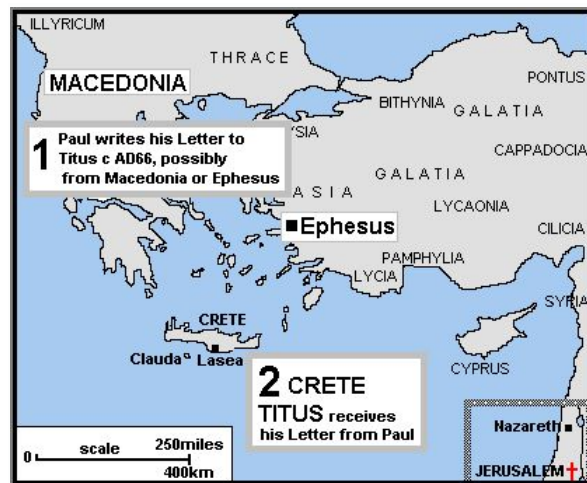 ILLYRICUM
THRACE
MACEDONIA
PONTUS
BITHYNIA
GALATIA
1 Paul writes his Letter to
Titus c AD66, possibly
from Macedonia or Ephesus
YSIA
CAPPADOCIA
GALATIA
ASIA
LYCAONIA
Ephesus
CILICIA
PAMPHYLIA
LYCIA
SYRIA
CRETE
Clauda
Lasea
CYPRUS
2 CRETE
TITUS receives
his Letter from Paul
Nazareth
JERUSALEM
0 scale 250miles
400km